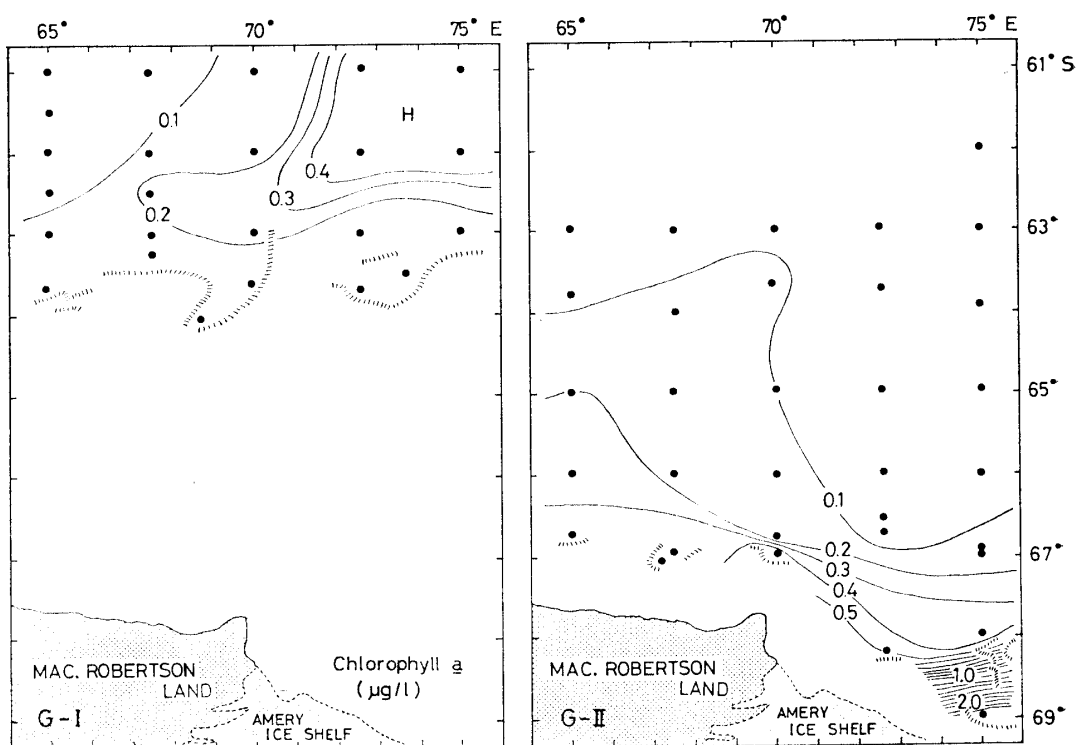 65° 70° 75° E
0.1
H
0.4
0.3
0.2
MAC. ROBERTSON
LAND
G-I
AMERY
ICE SHELF
Chlorophyll a
(µg/l)
65° 70° 75° E
61° S
63°
65°
67°
69°
0.1
0.2
0.3
0.4
0.5
1.0
2.0
MAC. ROBERTSON
LAND
G-II
AMERY
ICE SHELF